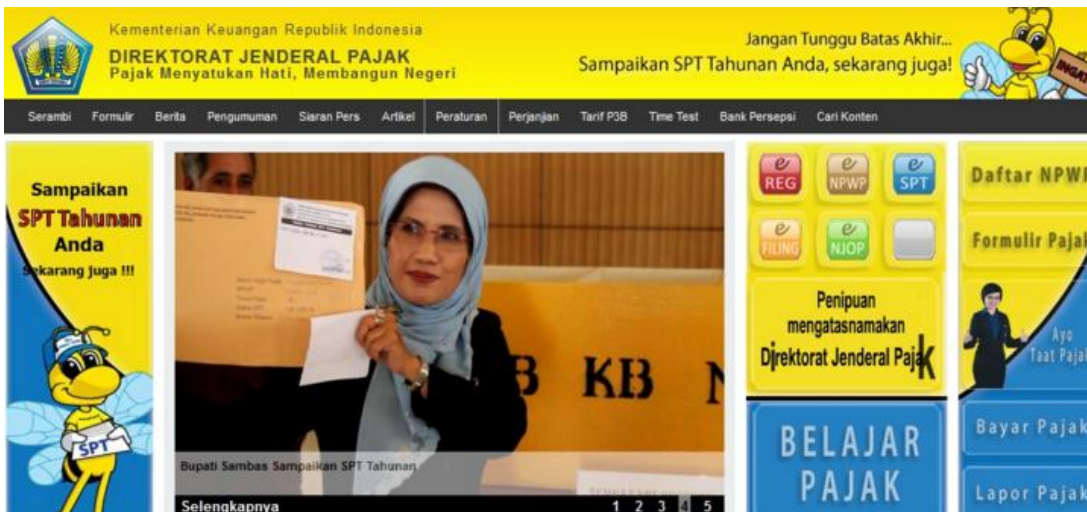 Kementerian Keuangan Republik Indonesia
DIREKTORAT JENDERAL PAJAK
Pajak Menyatukan Hati, Membangun Negeri
Jangan Tunggu Batas Akhir...
Sampaikan SPT Tahunan Anda, sekarang juga!
INGAT
Serambi Formulir Berita Pengumuman Siaran Pers Artikel Peraturan Perjanjian Tarif P3B Time Test Bank Persepsi Cari Konten
Sampaikan
SPT Tahunan
Anda
Sekarang juga !!!
SPT
KB
Bupati Sambas Sampaikan SPT Tahunan
Selengkapnya
1 2 3 4 5
e REG
e NPWP
e SPT
e FILING
e NJOP
Penipuan
mengatasnamakan
Direktorat Jenderal Pajak
BELAJAR
PAJAK
Daftar NPWP
Formulir Pajak
Ayo
Taat Pajak
Bayar Pajak
Lapor Pajak